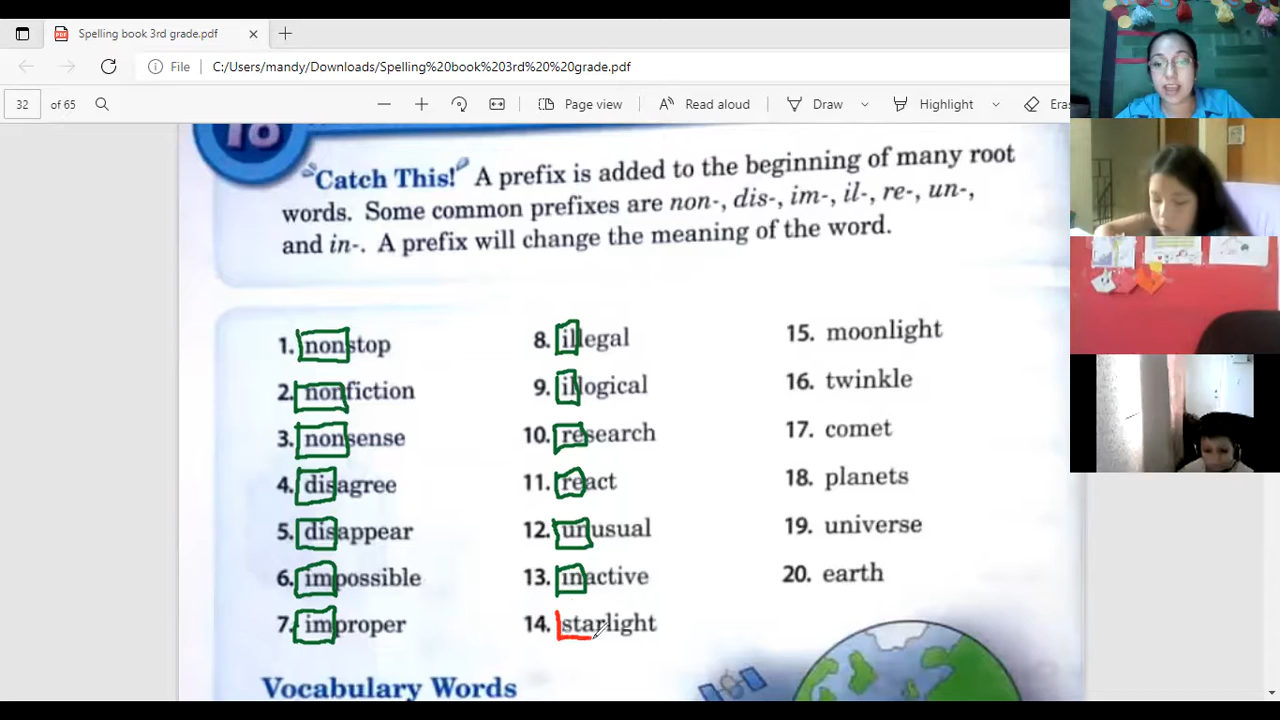 Spelling book 3rd grade.pdf
File C:/Users/mandy/Downloads/Spelling%20book%203rd%20%20grade.pdf
32 of 65 Page view Read aloud Draw Highlight Eras
18
"Catch This!" A prefix is added to the beginning of many root
words. Some common prefixes are non-, dis-, im-, il-, re-, un-,
and in-. A prefix will change the meaning of the word.
1. nonstop
2. nonfiction
3. nonsense
4. disagree
5. disappear
6. impossible
7. improper
8. illegal
9. illogical
10. research
11. react
12. unusual
13. inactive
14. starlight
15. moonlight
16. twinkle
17. comet
18. planets
19. universe
20. earth
Vocabulary Words